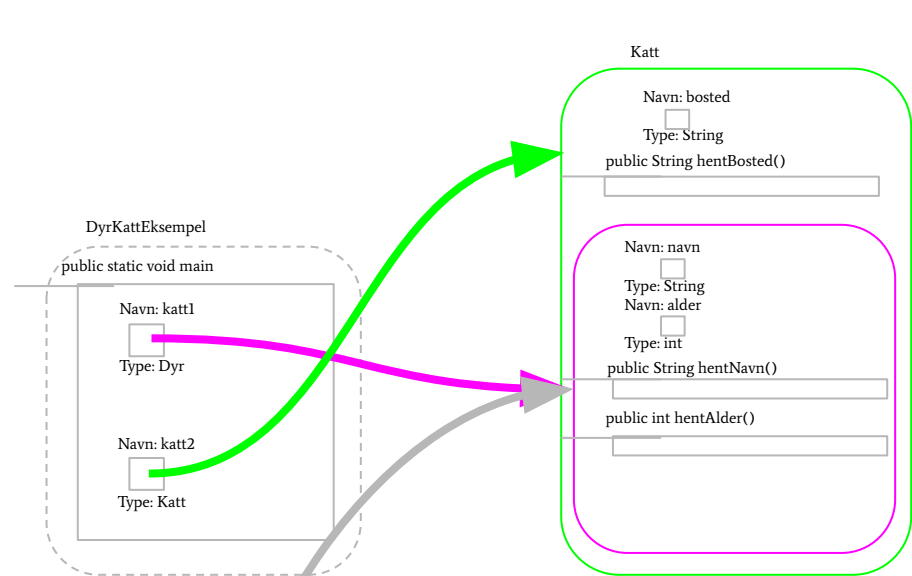 Katt
Navn: bosted
Type: String
public String hentBosted()
DyrKattEksempel
public static void main
Navn: katt1
Type: Dyr
Navn: katt2
Type: Katt
Navn: navn
Type: String
Navn: alder
Type: int
public String hentNavn()
public int hentAlder()